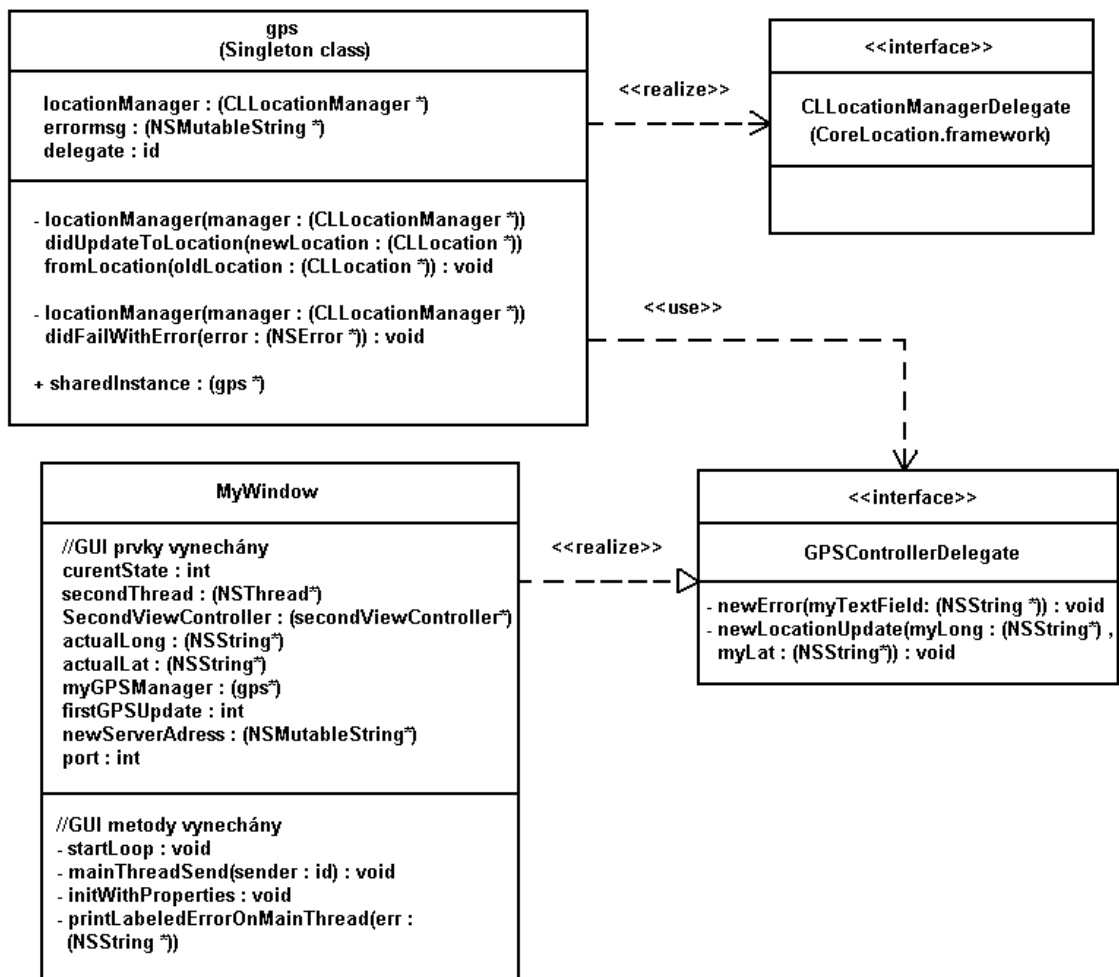 gps
(Singleton class)
locationManager : (CLLocationManager *)
errormsg : (NSMutableString *)
delegate : id
- locationManager(manager : (CLLocationManager *))
didUpdateToLocation(newLocation : (CLLocation *))
fromLocation(oldLocation : (CLLocation *)) : void
- locationManager(manager : (CLLocationManager *))
didFailWithError(error : (NSError *)) : void
+ sharedInstance : (gps *)
<<realize>>
<<interface>>
CLLocationManagerDelegate
(CoreLocation.framework)
<<use>>
MyWindow
//GUI prvky vynechány
curentState : int
secondThread : (NSThread*)
SecondViewController : (secondViewController*)
actualLong : (NSString*)
actualLat : (NSString*)
myGPSManager : (gps*)
firstGPSUpdate : int
newServerAdress : (NSMutableString*)
port : int
//GUI metody vynechány
- startLoop : void
- mainThreadSend(sender : id) : void
- initWithProperties : void
- printLabeledErrorOnMainThread(err :
(NSString *))
<<realize>>
<<interface>>
GPSControllerDelegate
- newError(myTextField: (NSString *)) : void
- newLocationUpdate(myLong : (NSString*) ,
myLat : (NSString*)) : void